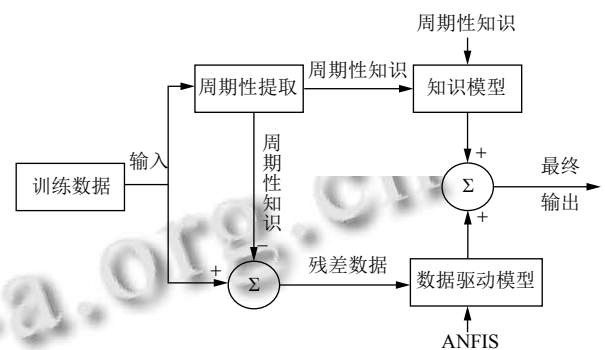 周期性知识
周期性提取
周期性知识
知识模型
输入
周期性知识
+
训练数据
Σ
最终
输出
+
−
+
残差数据
Σ
数据驱动模型
ANFIS
a.org.cn